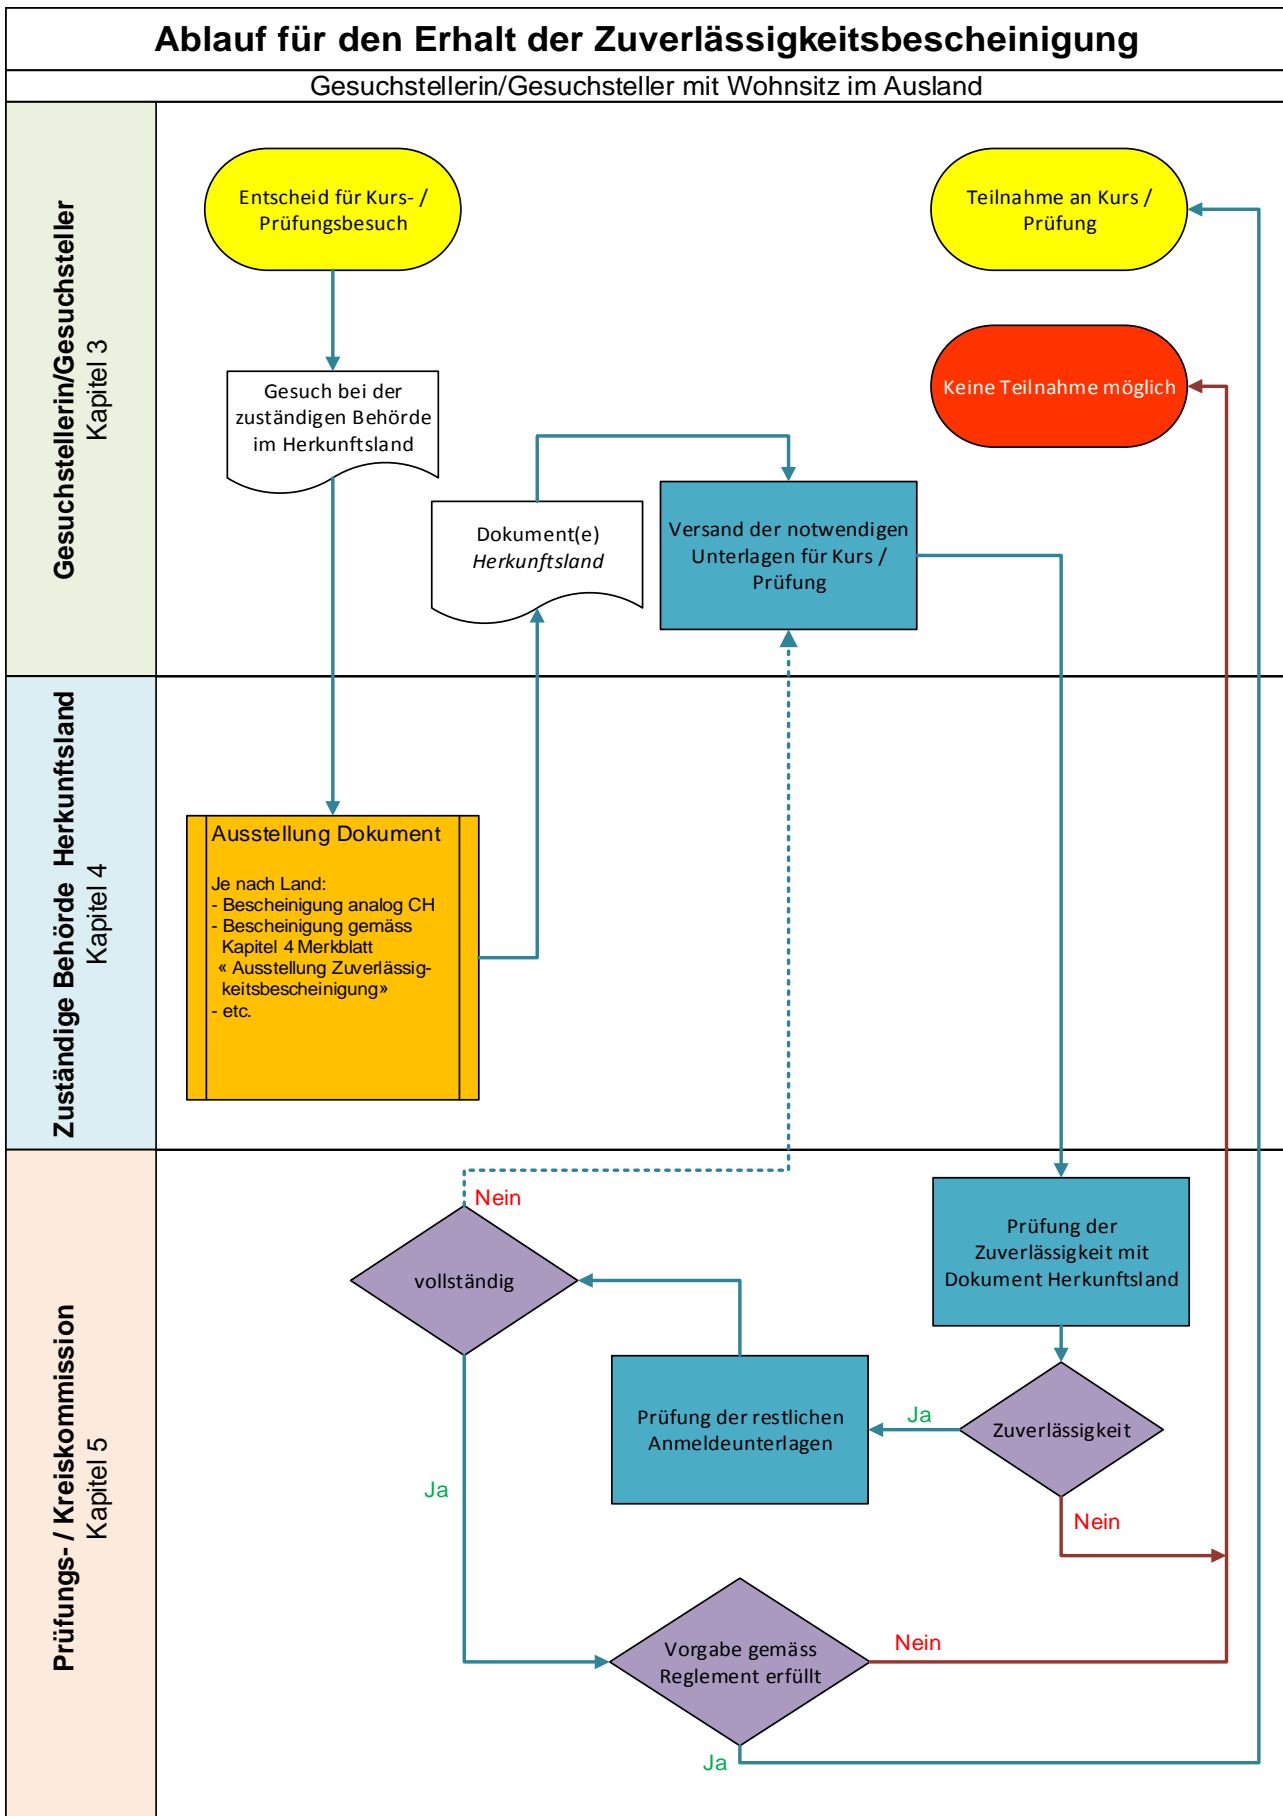 Ablauf für den Erhalt der Zuverlässigkeitsbescheinigung
Gesuchstellerin/Gesuchsteller mit Wohnsitz im Ausland
Gesuchstellerin/Gesuchsteller
Kapitel 3
Entscheid für Kurs- /
Prüfungsbesuch
Teilnahme an Kurs /
Prüfung
Gesuch bei der
zuständigen Behörde
im Herkunftsland
Keine Teilnahme möglich
Dokument(e)
Herkunftsland
Versand der notwendigen
Unterlagen für Kurs /
Prüfung
Zuständige Behörde Herkunftsland
Kapitel 4
Ausstellung Dokument
Je nach Land:
- Bescheinigung analog CH
- Bescheinigung gemäss
Kapitel 4 Merkblatt
« Ausstellung Zuverlässig-
keitsbescheinigung»
- etc.
Prüfungs- / Kreiskommission
Kapitel 5
Nein
vollständig
Prüfung der
Zuverlässigkeit mit
Dokument Herkunftsland
Prüfung der restlichen
Anmeldeunterlagen
Ja
Zuverlässigkeit
Ja
Nein
Vorgabe gemäss
Reglement erfüllt
Nein
Ja